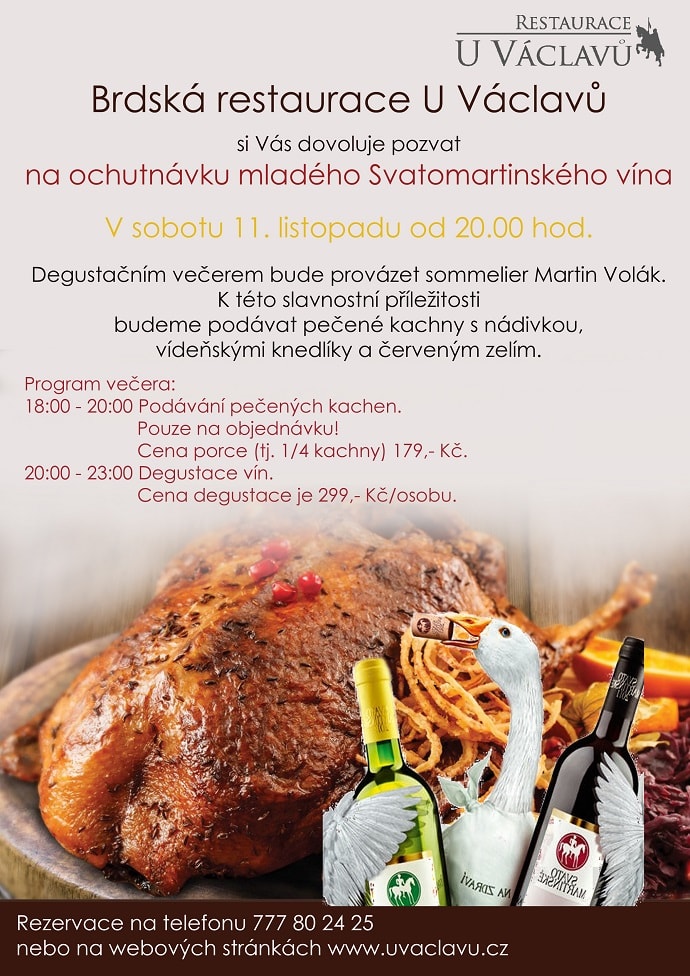 RESTAURACE
U VÁCLAVŮ
Brdská restaurace U Václavů
si Vás dovoluje pozvat
na ochutnávku mladého Svatomartinského vína
V sobotu 11. listopadu od 20.00 hod.
Degustačním večerem bude provázet sommelier Martin Volák.
K této slavnostní příležitosti
budeme podávat pečené kachny s nádivkou,
vídeňskými knedlíky a červeným zelím.
Program večera:
18:00 - 20:00 Podávání pečených kachen.
Pouze na objednávku!
Cena porce (tj. 1/4 kachny) 179,- Kč.
20:00 - 23:00 Degustace vín.
Cena degustace je 299,- Kč/osobu.
NA ZDRAVÍ
SVATO
MARTINSKÉ
Rezervace na telefonu 777 80 24 25
nebo na webových stránkách www.uvaclavu.cz